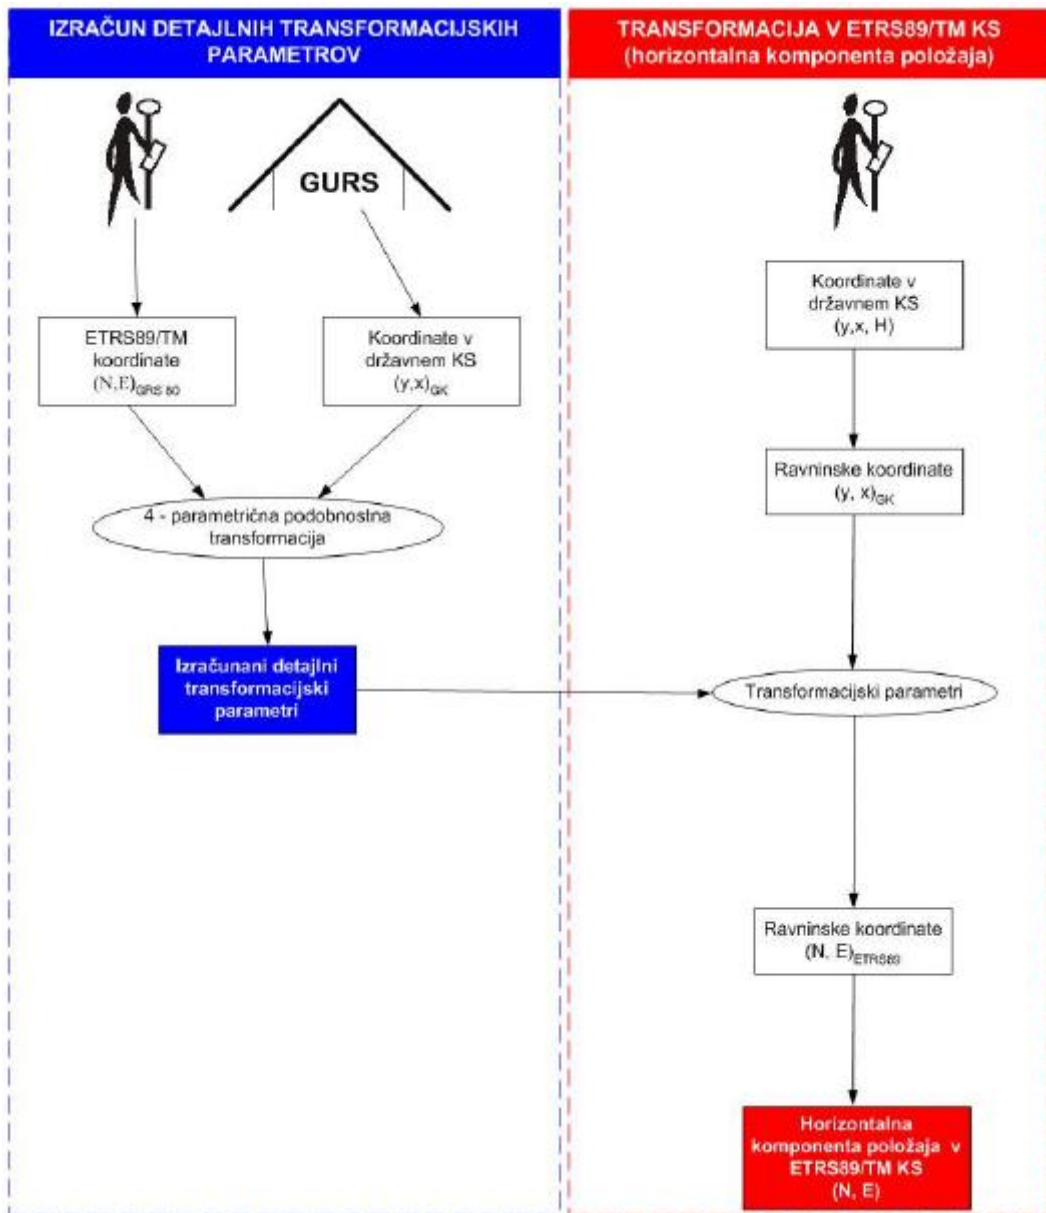 IZRAČUN DETAJLNIH TRANSFORMACIJSKIH
PARAMETROV
GURS
ETRS89/TM
koordinate
(N,E)GRS 80
Koordinate v
državnem KS
(y,x)GK
4 - parametrična podobnostna
transformacija
Izračunani detajlni
transformacijski
parametri
TRANSFORMACIJA V ETRS89/TM KS
(horizontalna komponenta položaja)
Koordinate v
državnem KS
(y,x, H)
Ravninske koordinate
(y, x)GK
Transformacijski parametri
Ravninske koordinate
(N, E)ETRS89
Horizontalna
komponenta položaja v
ETRS89/TM KS
(N, E)